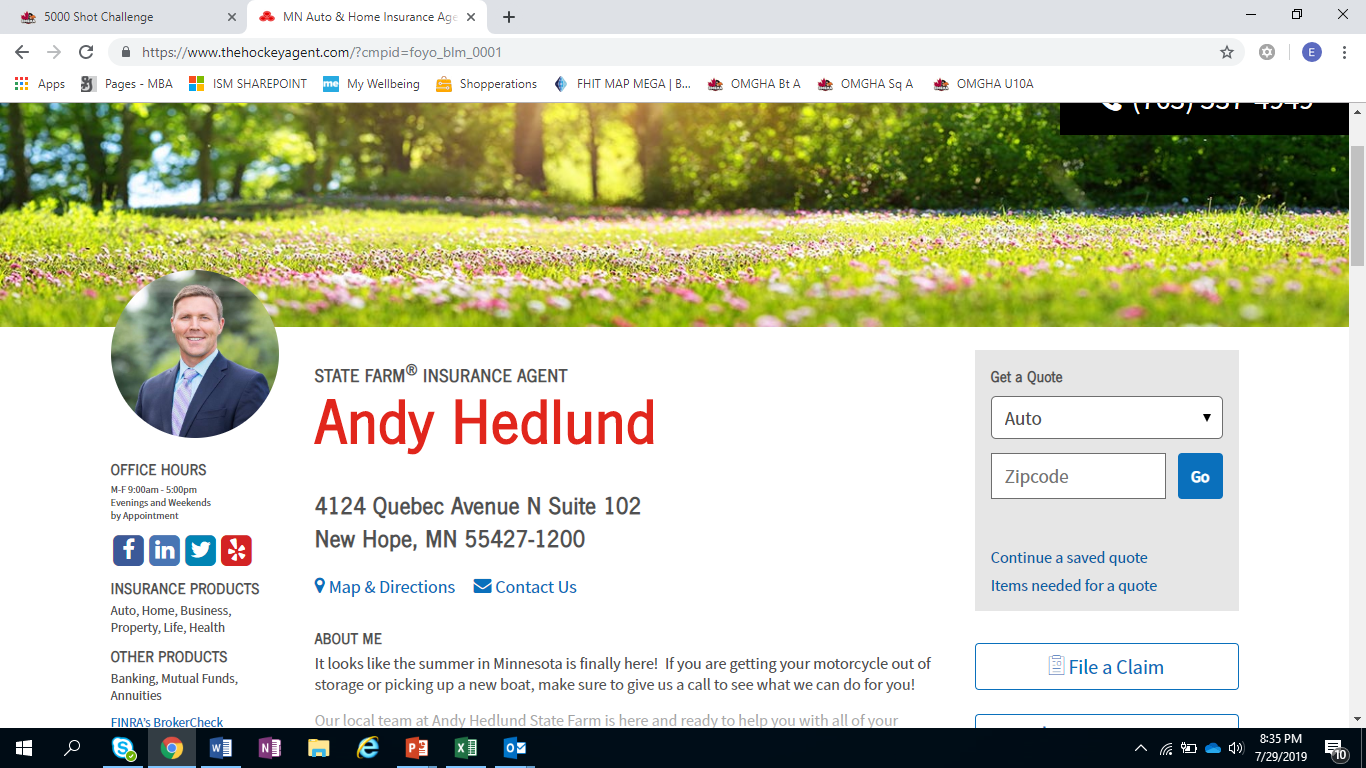 5000 Shot Challenge
MN Auto & Home Insurance Age
https://www.thehockeyagent.com/?cmpid=foyo_blm_0001
E
Apps
Pages - MBA
ISM SHAREPOINT
me
My Wellbeing
Shopperations
FHIT MAP MEGA | B...
OMGHA Bt A
OMGHA Sq A
OMGHA U10A
STATE FARM® INSURANCE AGENT
Andy Hedlund
4124 Quebec Avenue N Suite 102
New Hope, MN 55427-1200
Map & Directions
Contact Us
ABOUT ME
It looks like the summer in Minnesota is finally here! If you are getting your motorcycle out of
storage or picking up a new boat, make sure to give us a call to see what we can do for you!
Our local team at Andy Hedlund State Farm is here and ready to help you with all of your
OFFICE HOURS
M-F 9:00am - 5:00pm
Evenings and Weekends
by Appointment
INSURANCE PRODUCTS
Auto, Home, Business,
Property, Life, Health
OTHER PRODUCTS
Banking, Mutual Funds,
Annuities
FINRA's BrokerCheck
Get a Quote
Auto
Zipcode
Go
Continue a saved quote
Items needed for a quote
File a Claim
8:35 PM
7/29/2019
10